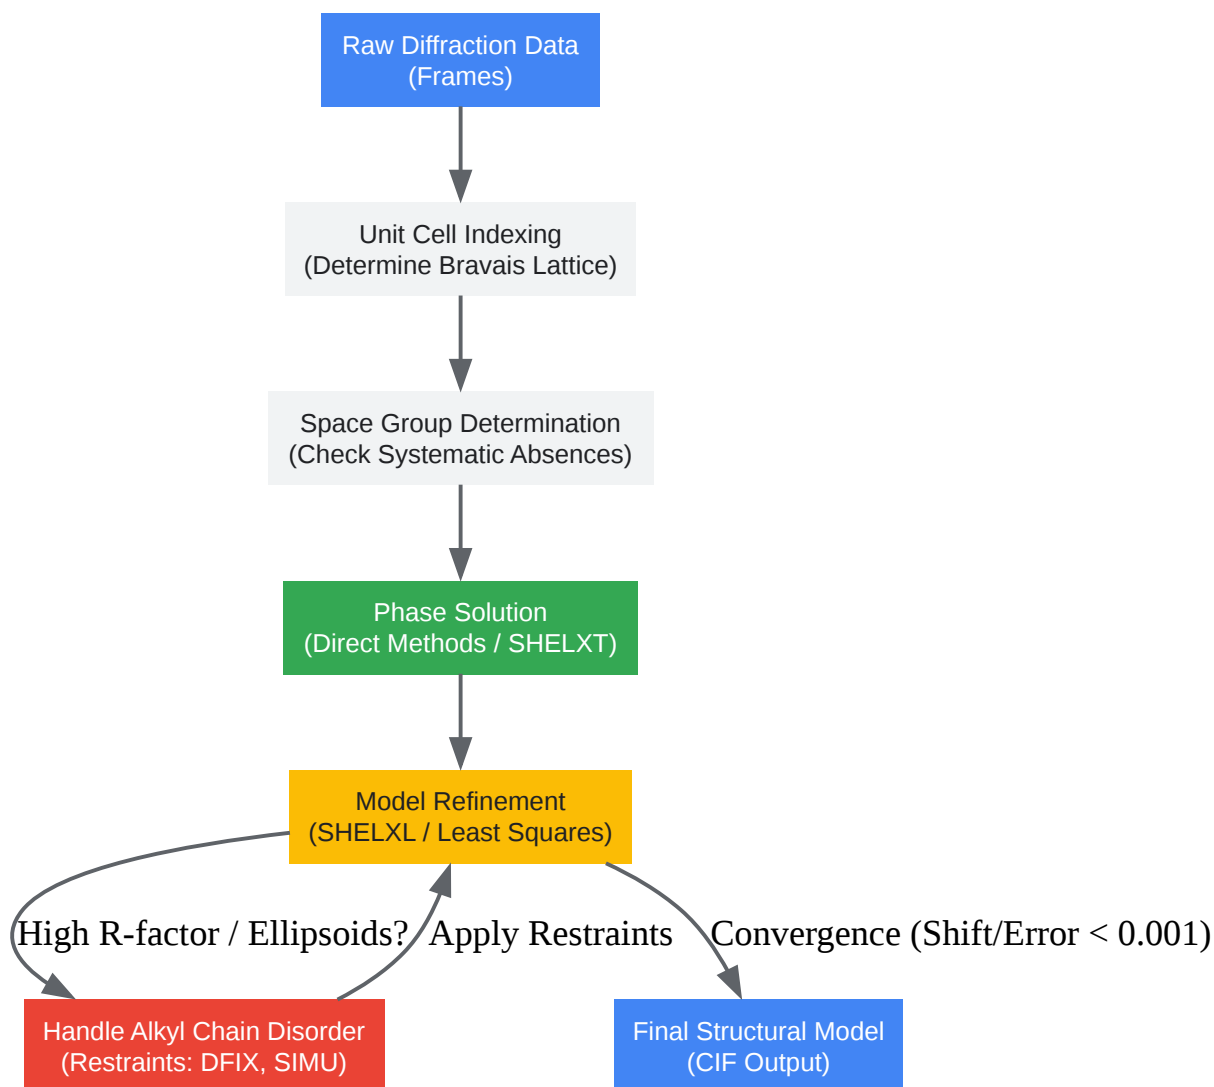 Raw Diffraction Data
(Frames)
Unit Cell Indexing
(Determine Bravais Lattice)
Space Group Determination
(Check Systematic Absences)
Phase Solution
(Direct Methods / SHELXT)
Model Refinement
(SHELXL / Least Squares)
High R-factor / Ellipsoids?
Apply Restraints
Convergence (Shift/Error < 0.001)
Handle Alkyl Chain Disorder
(Restraints: DFIX, SIMU)
Final Structural Model
(CIF Output)